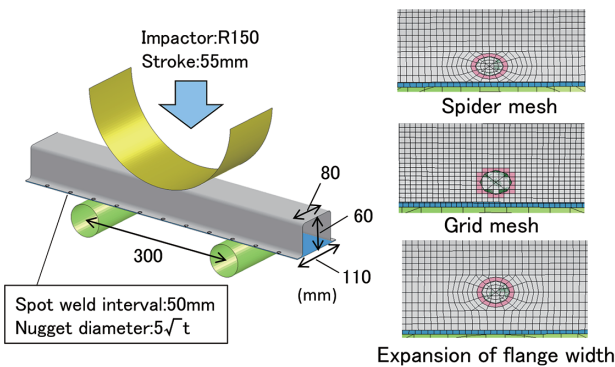 Impactor:R150
Stroke:55mm
80
60
110
(mm)
300
Spot weld interval:50mm
Nugget diameter:5√t
Spider mesh
Grid mesh
Expansion of flange width